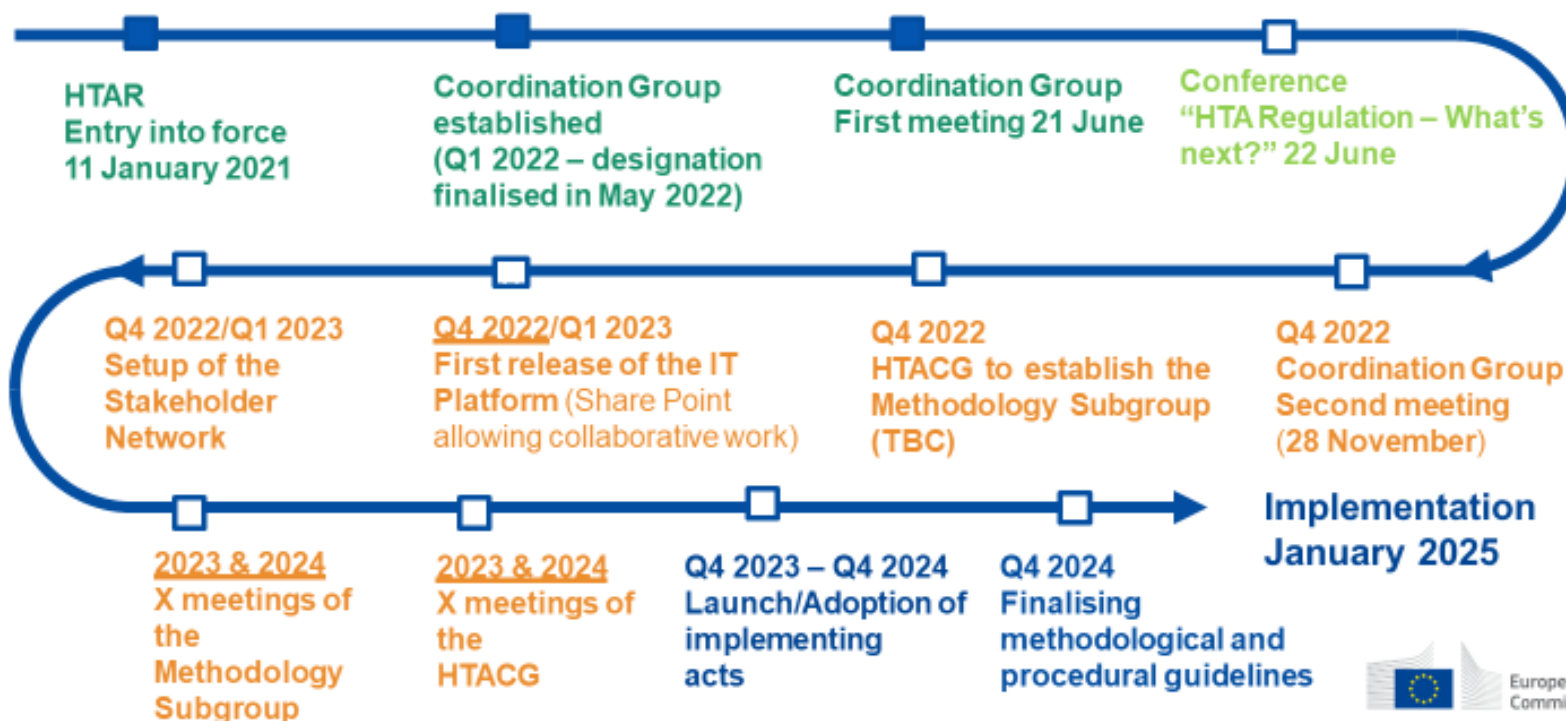 HTAR
Entry into force
11 January 2021
Coordination Group
established
(Q1 2022 – designation
finalised in May 2022)
Coordination Group
First meeting 21 June
Conference
“HTA Regulation – What’s
next?” 22 June
Q4 2022/Q1 2023
Setup of the
Stakeholder
Network
Q4 2022/Q1 2023
First release of the IT
Platform (Share Point
allowing collaborative work)
Q4 2022
HTACG to establish the
Methodology Subgroup
(TBC)
Q4 2022
Coordination Group
Second meeting
(28 November)
2023 & 2024
X meetings of
the
Methodology
Subgroup
2023 & 2024
X meetings of
the
HTACG
Q4 2023 – Q4 2024
Launch/Adoption of
implementing
acts
Q4 2024
Finalising
methodological and
procedural guidelines
Implementation
January 2025
Europe
Commi